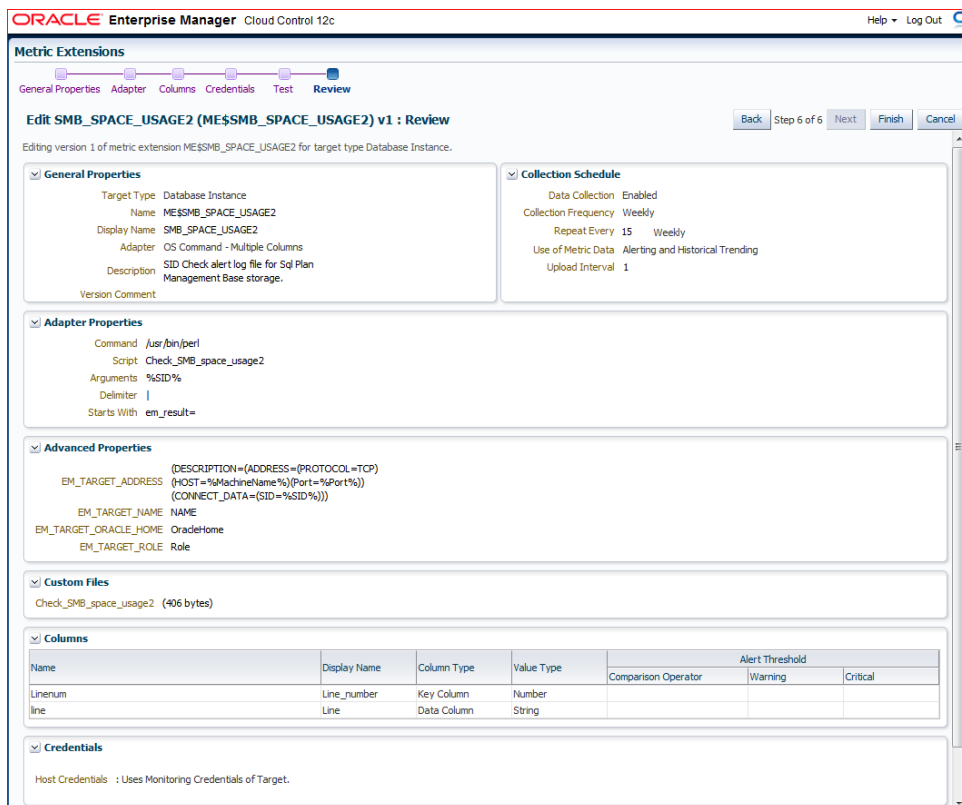 ORACLE Enterprise Manager Cloud Control 12c
Help Log Out
Metric Extensions
General Properties Adapter Columns Credentials Test Review
Edit SMB_SPACE_USAGE2 (ME$SMB_SPACE_USAGE2) v1 : Review
Back Step 6 of 6 Next Finish Cancel
Editing version 1 of metric extension ME$SMB_SPACE_USAGE2 for target type Database Instance.
General Properties
Target Type Database Instance
Name ME$SMB_SPACE_USAGE2
Display Name SMB_SPACE_USAGE2
Adapter OS Command - Multiple Columns
Description SID Check alert log file for Sql Plan
Management Base storage.
Version Comment
Collection Schedule
Data Collection Enabled
Collection Frequency Weekly
Repeat Every 15 Weekly
Use of Metric Data Alerting and Historical Trending
Upload Interval 1
Adapter Properties
Command /usr/bin/perl
Script Check_SMB_space_usage2
Arguments %SID%
Delimiter |
Starts With em_result=
Advanced Properties
EM_TARGET_ADDRESS (DESCRIPTION=(ADDRESS=(PROTOCOL=TCP)
(HOST=%MachineName%)(Port=%Port%))
(CONNECT_DATA=(SID=%SID%)))
EM_TARGET_NAME NAME
EM_TARGET_ORACLE_HOME OracleHome
EM_TARGET_ROLE Role
Custom Files
Check_SMB_space_usage2 (406 bytes)
Columns
Name Display Name Column Type Value Type Alert Threshold
Comparison Operator Warning Critical
Linenum Line_number Key Column Number
line Line Data Column String
Credentials
Host Credentials : Uses Monitoring Credentials of Target.